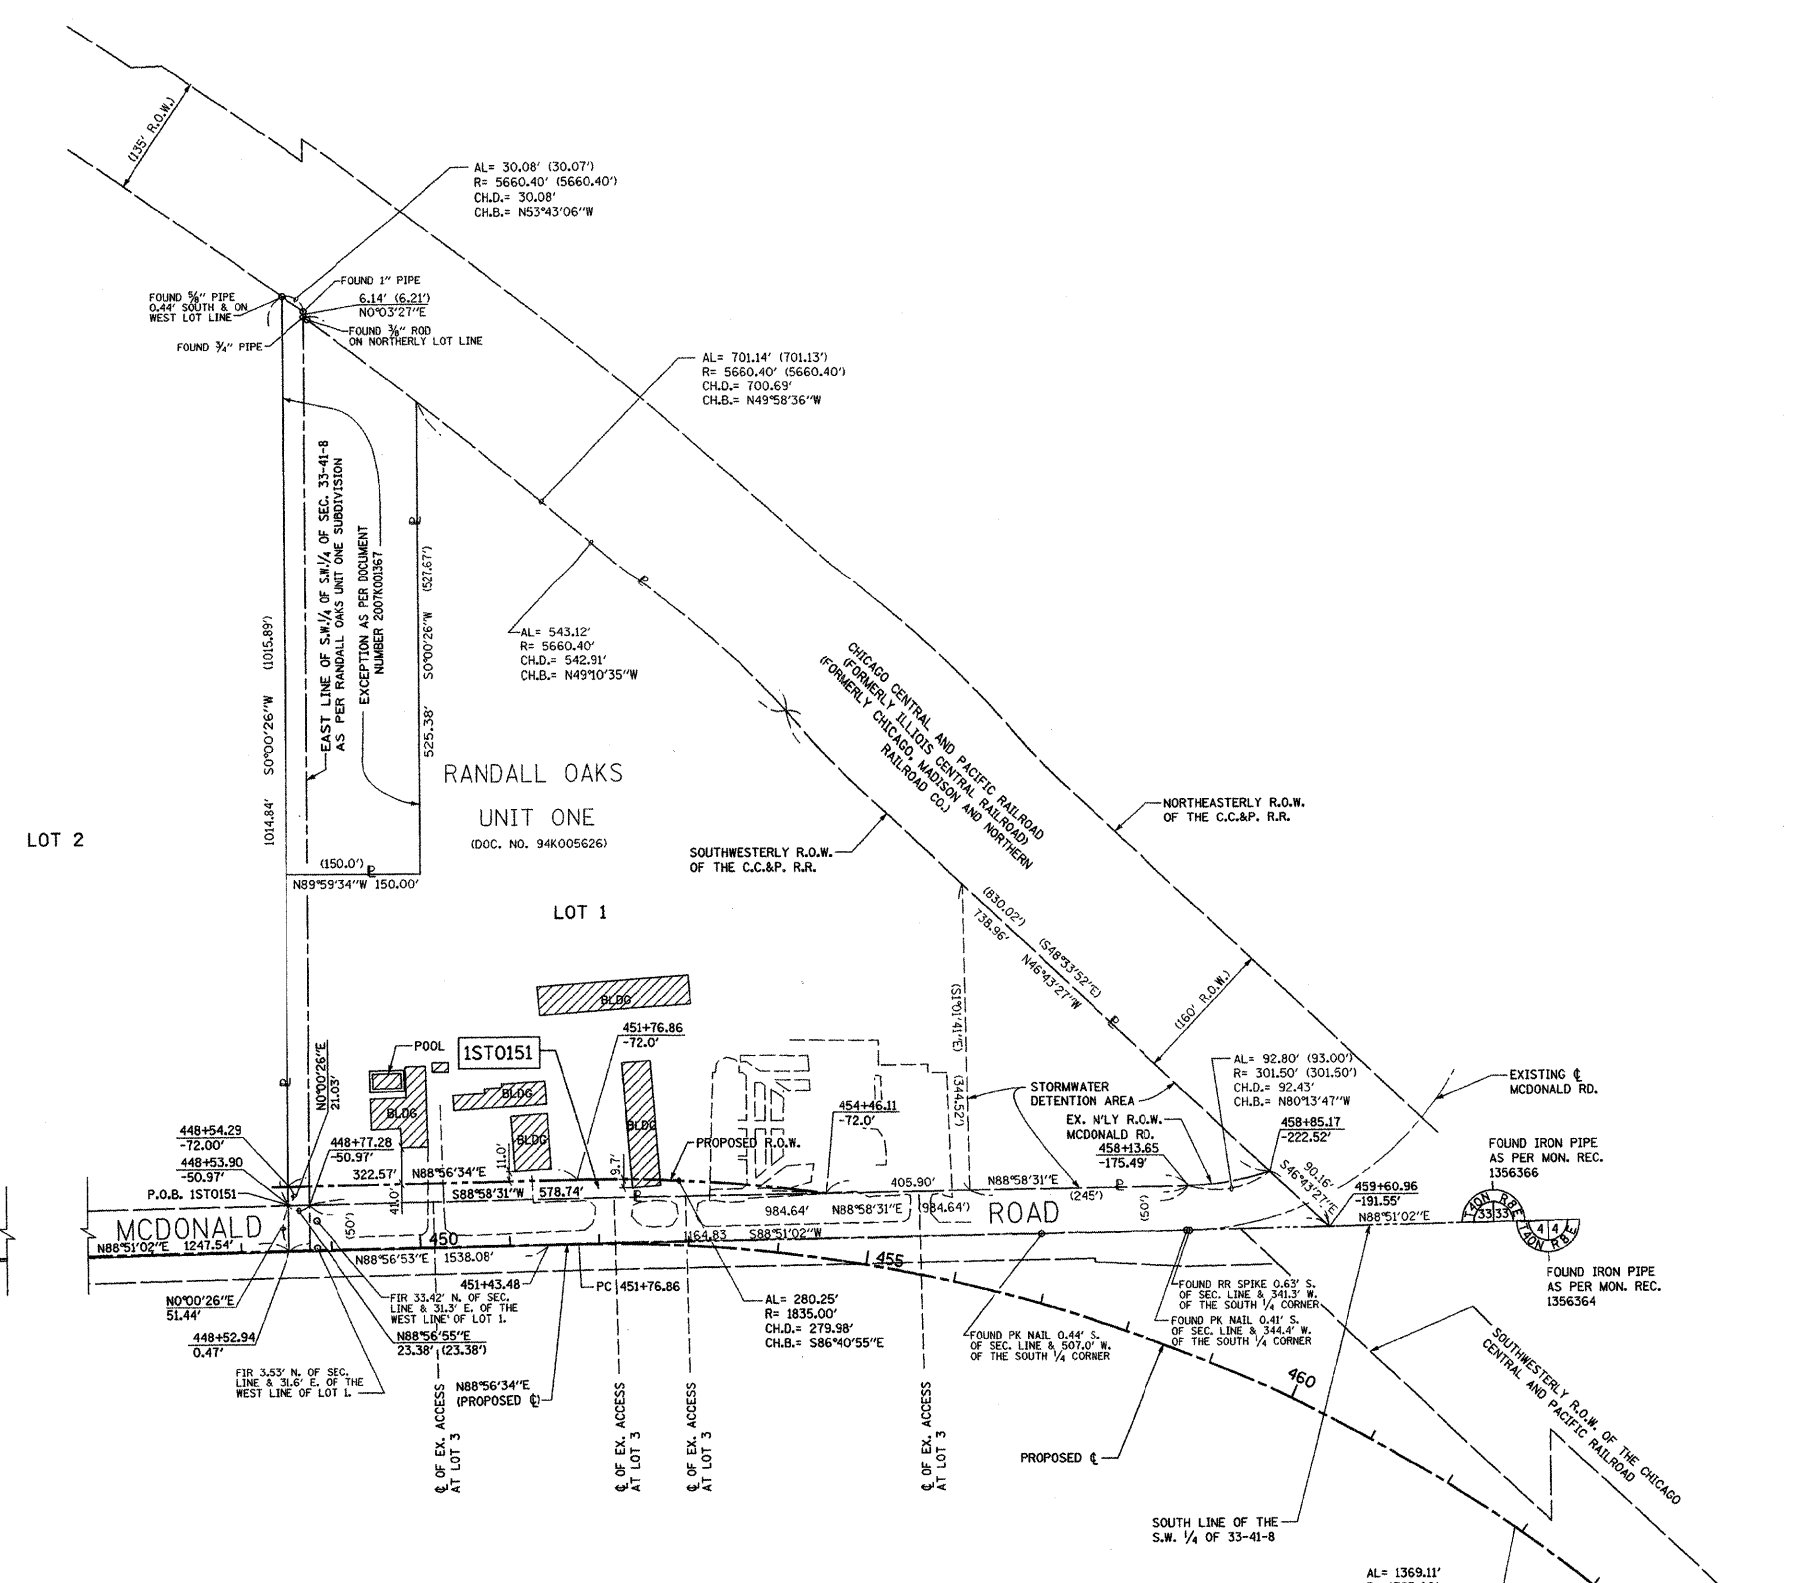 (135' R.O.W.)
AL= 30.08' (30.07')
R= 5660.40' (5660.40')
CH.D.= 30.08'
CH.B.= N53°43'06"W
FOUND 5/8" PIPE
0.44' SOUTH & ON
WEST LOT LINE
FOUND 1" PIPE
6.14' (6.21')
N0°03'27"E
FOUND 3/8" ROD
ON NORTHERLY LOT LINE
FOUND 3/4" PIPE
AL= 701.14' (701.13')
R= 5660.40' (5660.40')
CH.D.= 700.69'
CH.B.= N49°58'36"W
EAST LINE OF S.W.1/4 OF S.W.1/4 OF SEC. 33-41-8
AS PER RANDALL OAKS UNIT ONE SUBDIVISION
EXCEPTION AS PER DOCUMENT
NUMBER 2007K001367
525.38' S0°00'26"W (527.67')
1014.84' S0°00'26"W (1015.89')
AL= 543.12'
R= 5660.40'
CH.D.= 542.91'
CH.B.= N49°10'35"W
CHICAGO CENTRAL AND PACIFIC RAILROAD
(FORMERLY ILLIOIS CENTRAL RAILROAD)
(FORMERLY CHICAGO, MADISON AND NORTHERN
RAILROAD CO.)
RANDALL OAKS
UNIT ONE
(DOC. NO. 94K005626)
LOT 2
(150.0')
N89°59'34"W 150.00'
LOT 1
SOUTHWESTERLY R.O.W.
OF THE C.C.&P. R.R.
NORTHEASTERLY R.O.W.
OF THE C.C.&P. R.R.
(830.02') (S48°33'52"E)
738.96' N46°43'27"W
(160' R.O.W.)
(S1°01'41"E) (344.52')
BLDG
451+76.86
-72.0'
1ST0151
POOL
BLDG
BLDG
BLDG
BLDG
N0°00'26"E
21.03'
448+54.29
-72.00'
448+53.90
-50.97'
P.O.B. 1ST0151
448+77.28
-50.97'
322.57'
N88°56'34"E
41.0'
11.0'
9.7'
PROPOSED R.O.W.
454+46.11
-72.0'
STORMWATER
DETENTION AREA
EX. N'LY R.O.W.
MCDONALD RD.
458+13.65
-175.49'
AL= 92.80' (93.00')
R= 301.50' (301.50')
CH.D.= 92.43'
CH.B.= N80°13'47"W
458+85.17
-222.52'
EXISTING ℄
MCDONALD RD.
90.16'
S46°43'27"E
459+60.96
-191.55'
N88°51'02"E
FOUND IRON PIPE
AS PER MON. REC.
1356366
T40N R8E
33 33
4 4
T40N R8E
FOUND IRON PIPE
AS PER MON. REC.
1356364
S88°58'31"W 578.74'
405.90' N88°58'31"E
(245')
(50')
(50')
MCDONALD
ROAD
984.64' N88°58'31"E (984.64')
1164.83 S88°51'02"W
N88°51'02"E 1247.54'
450
455
460
N88°56'53"E 1538.08'
451+43.48
PC 451+76.86
N0°00'26"E
51.44'
448+52.94
0.47'
FIR 33.42' N. OF SEC.
LINE & 31.3' E. OF THE
WEST LINE OF LOT 1.
N88°56'55"E
23.38' (23.38')
FIR 3.53' N. OF SEC.
LINE & 31.6' E. OF THE
WEST LINE OF LOT 1.
N88°56'34"E
(PROPOSED ℄)
AL= 280.25'
R= 1835.00'
CH.D.= 279.98'
CH.B.= S86°40'55"E
FOUND PK NAIL 0.44' S.
OF SEC. LINE & 507.0' W.
OF THE SOUTH 1/4 CORNER
FOUND RR SPIKE 0.63' S.
OF SEC. LINE & 341.3' W.
OF THE SOUTH 1/4 CORNER
FOUND PK NAIL 0.41' S.
OF SEC. LINE & 344.4' W.
OF THE SOUTH 1/4 CORNER
℄ OF EX. ACCESS
AT LOT 3
℄ OF EX. ACCESS
AT LOT 3
℄ OF EX. ACCESS
AT LOT 3
℄ OF EX. ACCESS
AT LOT 3
PROPOSED ℄
SOUTHWESTERLY R.O.W. OF THE CHICAGO
CENTRAL AND PACIFIC RAILROAD
SOUTH LINE OF THE
S.W. 1/4 OF 33-41-8
AL= 1369.11'